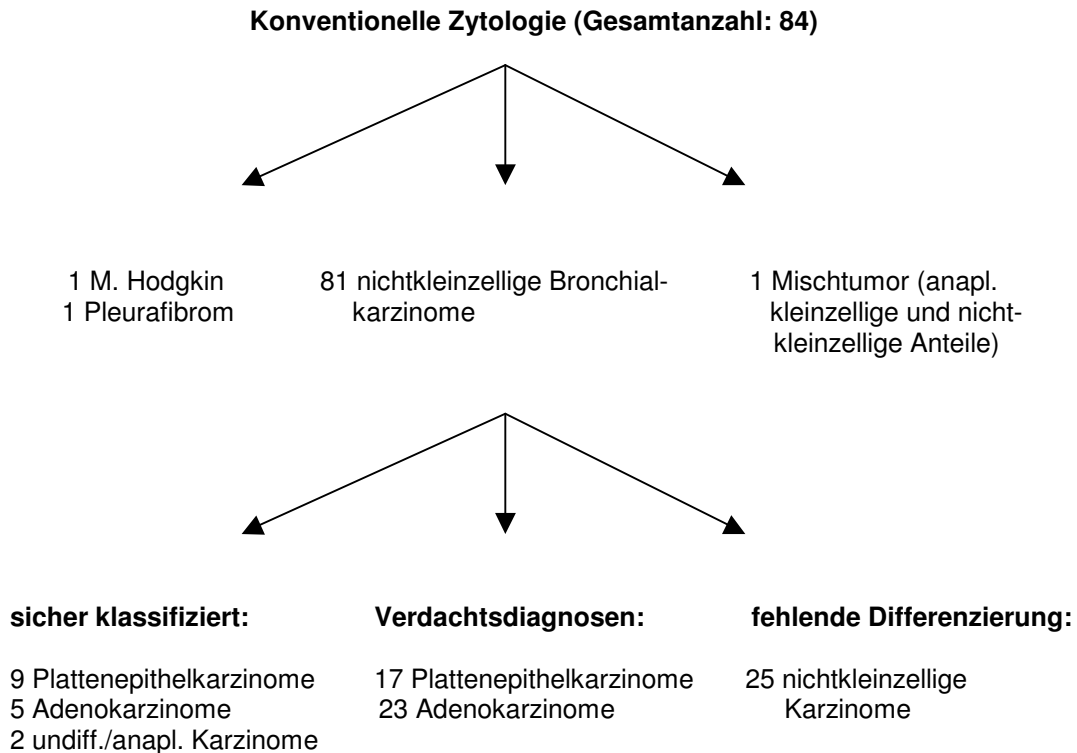 Konventionelle Zytologie (Gesamtanzahl: 84)
1 M. Hodgkin
1 Pleurafibrom
81 nichtkleinzellige Bronchial-
karzinome
1 Mischtumor (anapl.
kleinzellige und nicht-
kleinzellige Anteile)
sicher klassifiziert:
9 Plattenepithelkarzinome
5 Adenokarzinome
2 undiff./anapl. Karzinome
Verdachtsdiagnosen:
17 Plattenepithelkarzinome
23 Adenokarzinome
fehlende Differenzierung:
25 nichtkleinzellige
Karzinome